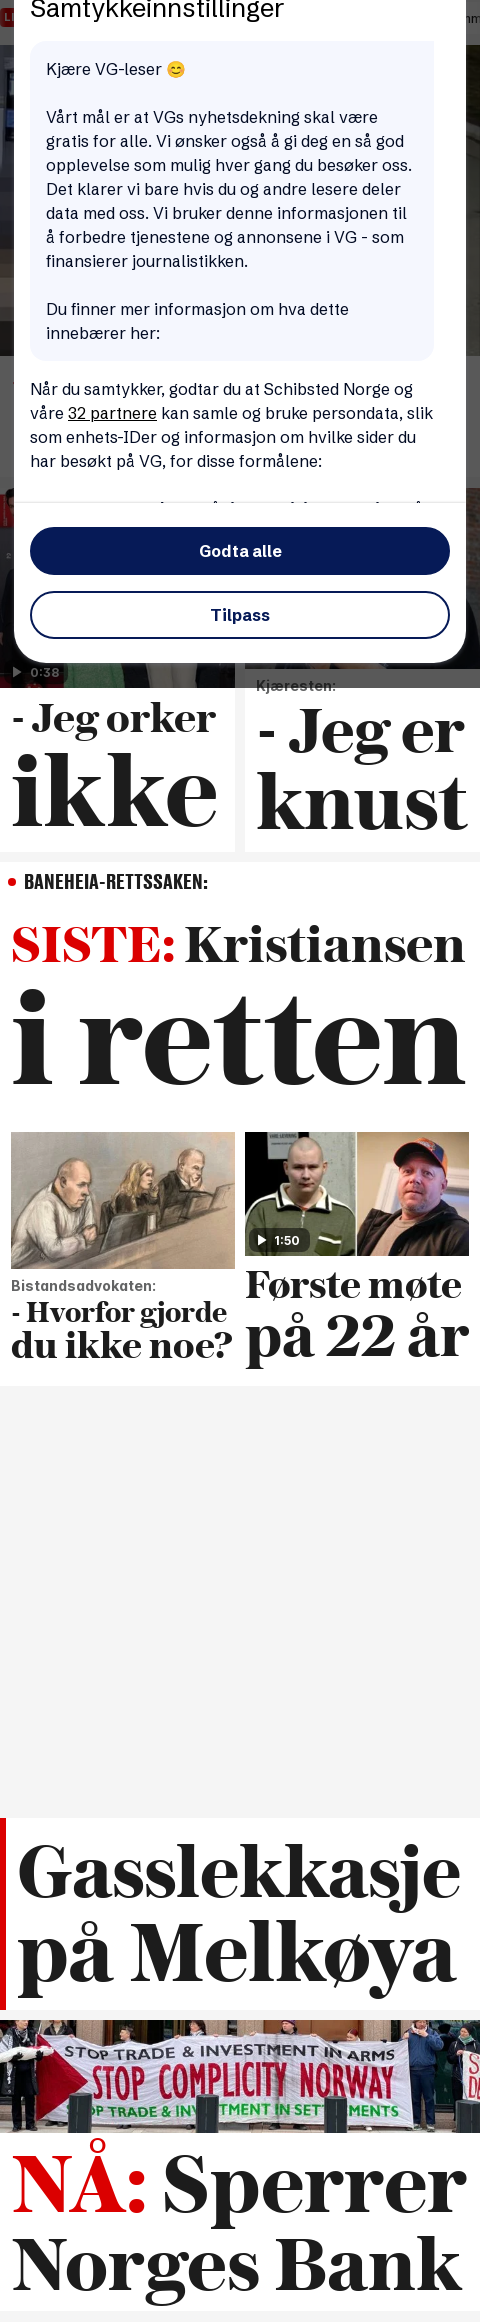 Samtykkeinnstillinger
Kjære VG-leser 😊
Vårt mål er at VGs nyhetsdekning skal være
gratis for alle. Vi ønsker også å gi deg en så god
opplevelse som mulig hver gang du besøker oss.
Det klarer vi bare hvis du og andre lesere deler
data med oss. Vi bruker denne informasjonen til
å forbedre tjenestene og annonsene i VG - som
finansierer journalistikken.
Du finner mer informasjon om hva dette
innebærer her:
Når du samtykker, godtar du at Schibsted Norge og
våre 32 partnere kan samle og bruke persondata, slik
som enhets-IDer og informasjon om hvilke sider du
har besøkt på VG, for disse formålene:
Godta alle
Tilpass
0:38
- Jeg orker
ikke
Kjæresten:
- Jeg er
knust
BANEHEIA-RETTSSAKEN:
SISTE: Kristiansen
i retten
Bistandsadvokaten:
- Hvorfor gjorde
du ikke noe?
1:50
Første møte
på 22 år
Gasslekkasje
på Melkøya
STOP TRADE & INVESTMENT IN ARMS
STOP COMPLICITY NORWAY
STOP TRADE & INVESTMENT IN SETTLEMENTS
NÅ: Sperrer
Norges Bank